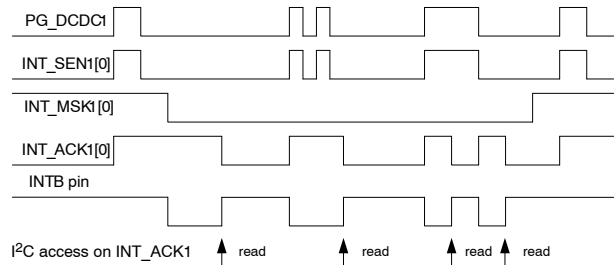 PG_DCDC1
INT_SEN1[0]
INT_MSK1[0]
INT_ACK1[0]
INTB pin
I²C access on INT_ACK1 read read read read